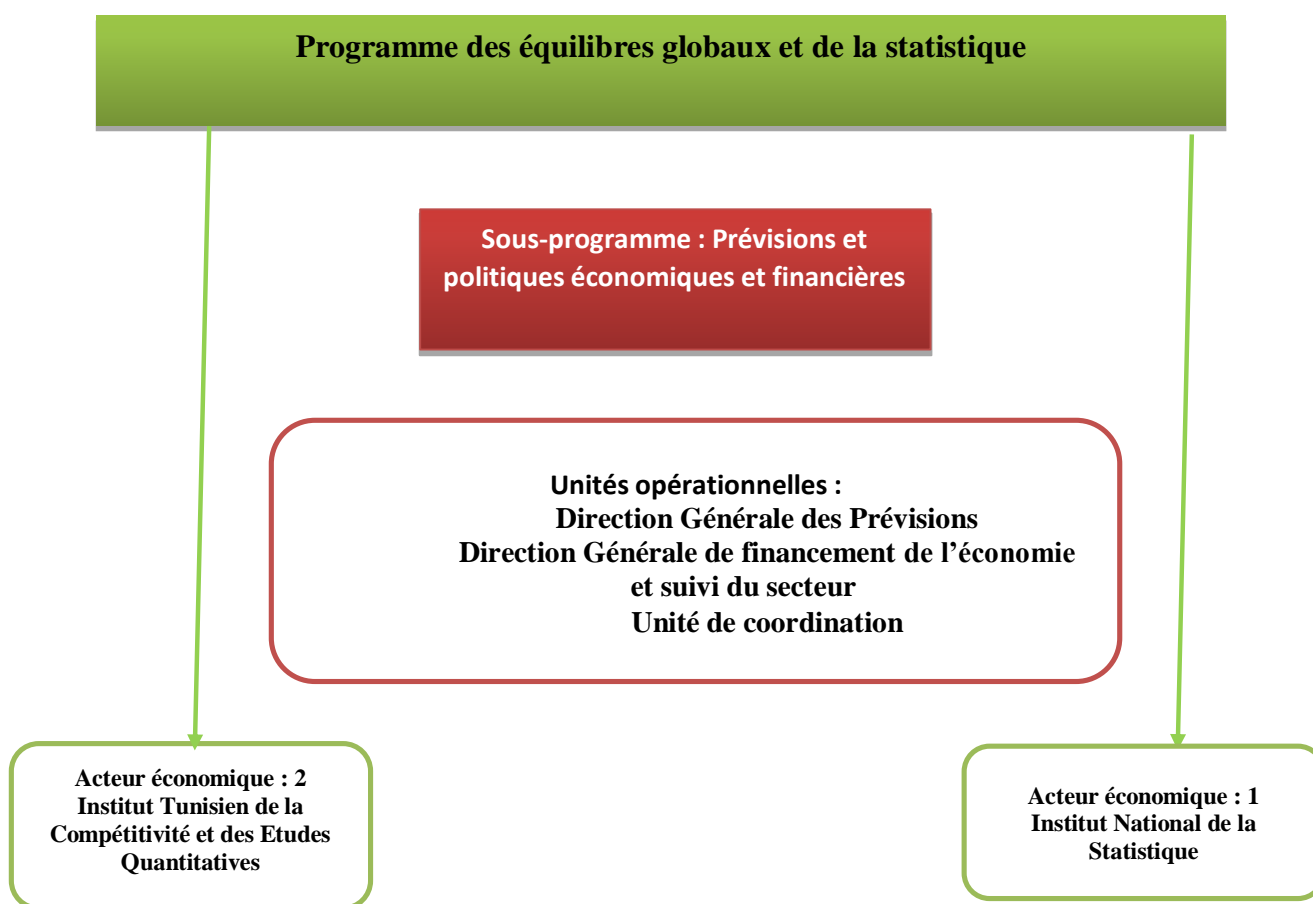 Programme des équilibres globaux et de la statistique
Sous-programme : Prévisions et
politiques économiques et financières
Unités opérationnelles :
Direction Générale des Prévisions
Direction Générale de financement de l’économie
et suivi du secteur
Unité de coordination
Acteur économique : 2
Institut Tunisien de la
Compétitivité et des Etudes
Quantitatives
Acteur économique : 1
Institut National de la
Statistique